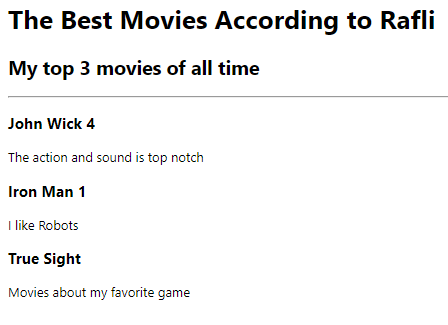 The Best Movies According to Rafli
My top 3 movies of all time
John Wick 4
The action and sound is top notch
Iron Man 1
I like Robots
True Sight
Movies about my favorite game